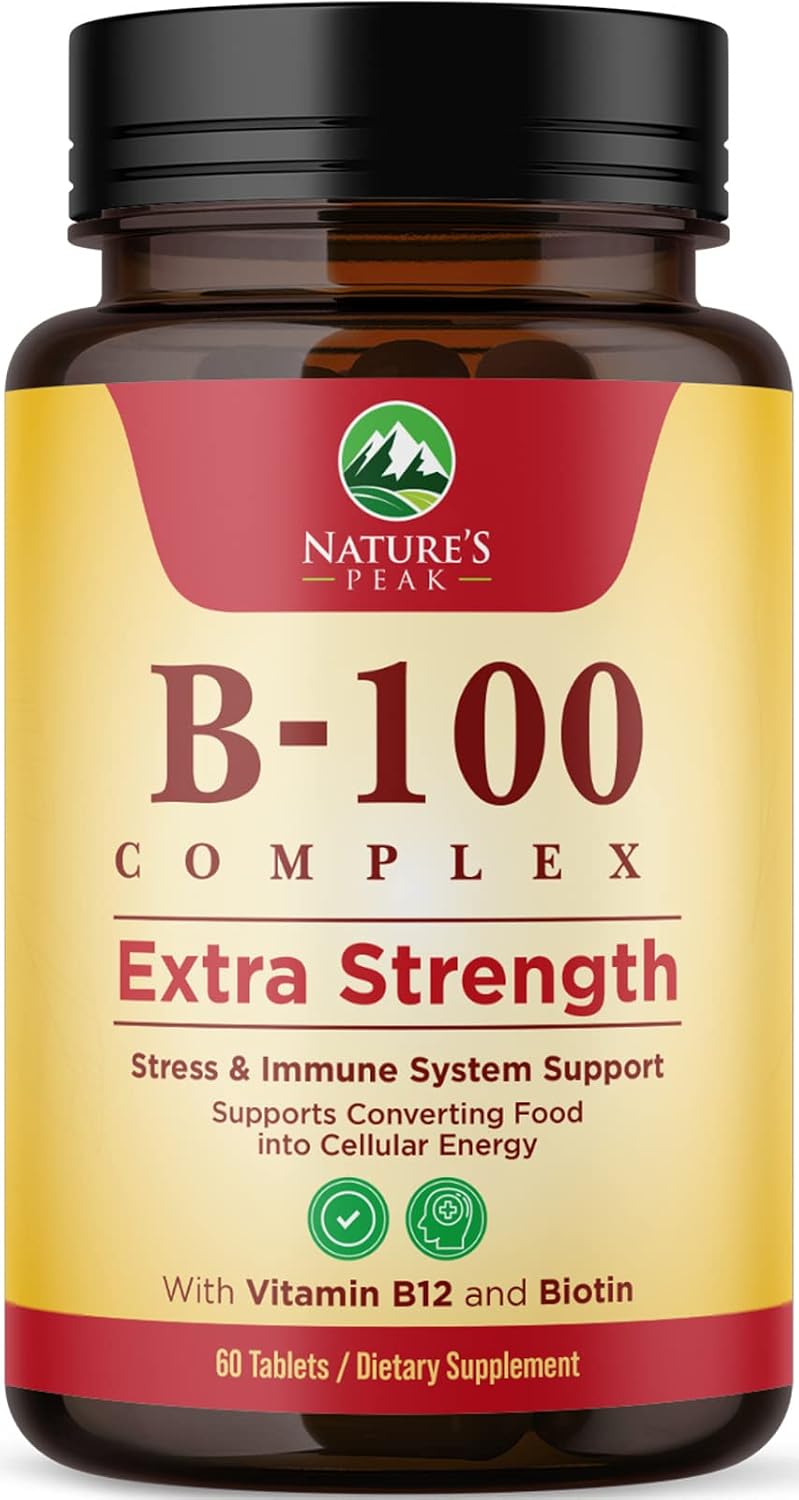 NATURE'S
PEAK
B-100
COMPLEX
Extra Strength
Stress & Immune System Support
Supports Converting Food
into Cellular Energy
With Vitamin B12 and Biotin
60 Tablets / Dietary Supplement